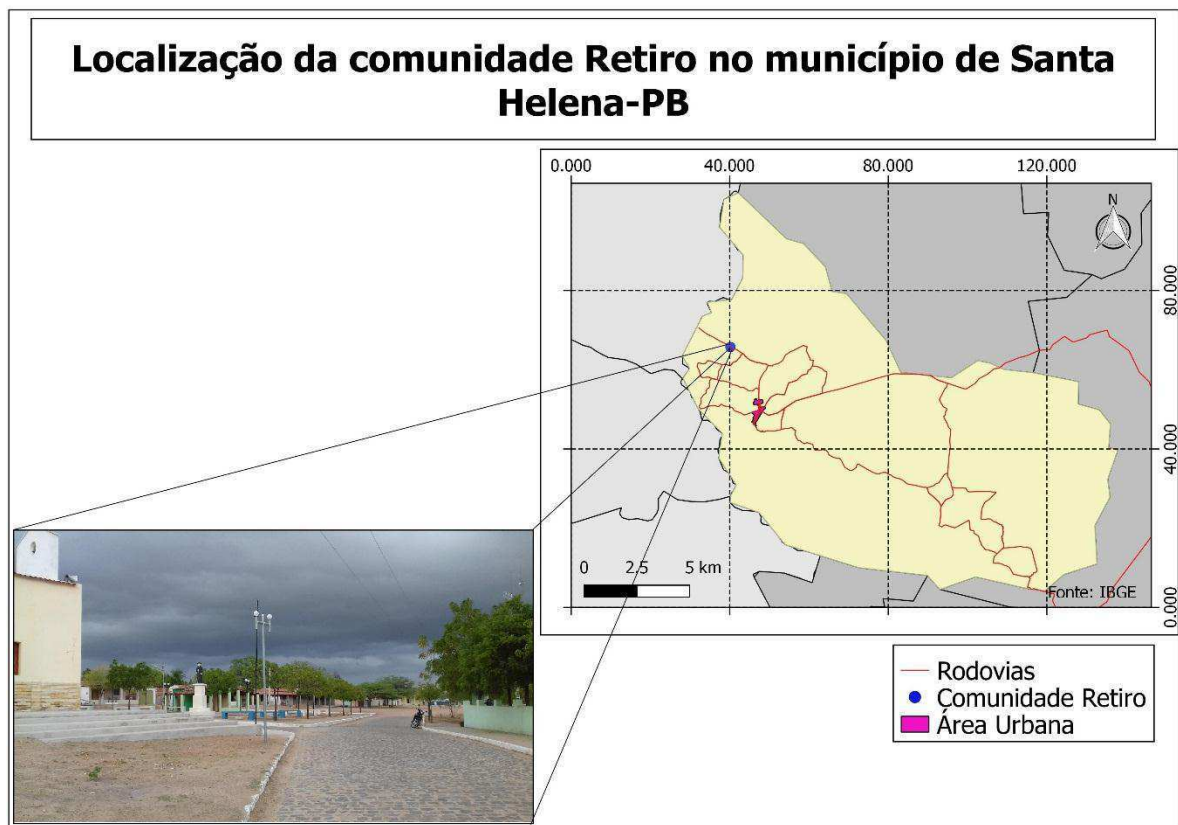 Localização da comunidade Retiro no município de Santa
Helena-PB
0.000 40.000 80.000 120.000
N
80.000
40.000
0.000
0 2.5 5 km
Fonte: IBGE
Rodovias
Comunidade Retiro
Área Urbana